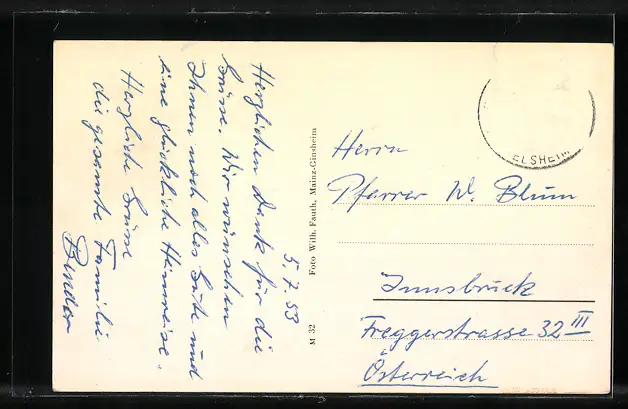 5.7.53
Herzlichen Dank für die
Grüße. Wir wünschen
Ihnen noch alles Gute und
eine glückliche Heimreise.
Herzliche Grüsse
die gesamte Familie
Bender
M 32 Foto Wilh. Fauth, Mainz-Ginsheim
ELSHEIM
Herrn
Pfarrer W. Blum
Innsbruck
Freggerstrasse 32 III
Österreich